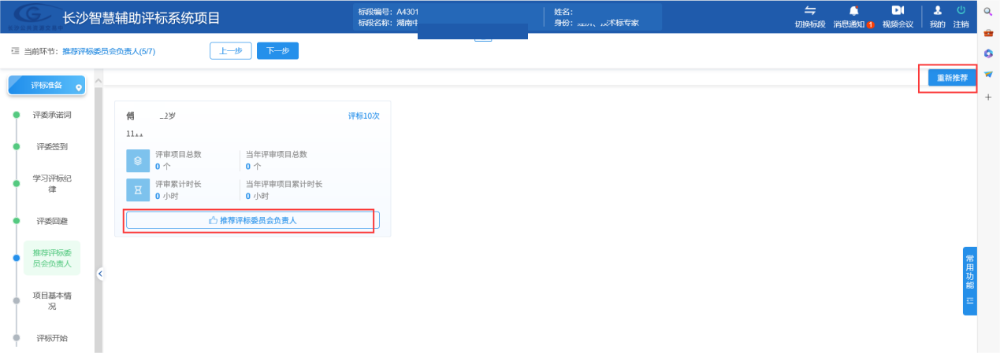 长沙智慧辅助评标系统项目
标段编号：A4301
标段名称：湖南中
姓名：
身份：
术标专家
切换标段
消息通知
1
视频会议
我的
注销
当前环节：推荐评标委员会负责人(5/7)
上一步
下一步
评标准备
重新推荐
评委承诺词
评委签到
学习评标纪
律
评委回避
推荐评标委
员会负责人
项目基本情
况
评标开始
傅
岁
评标10次
评审项目总数
0 个
当年评审项目总数
0 个
评审累计时长
0 小时
当年评审项目累计时长
0 小时
推荐评标委员会负责人
常用功能